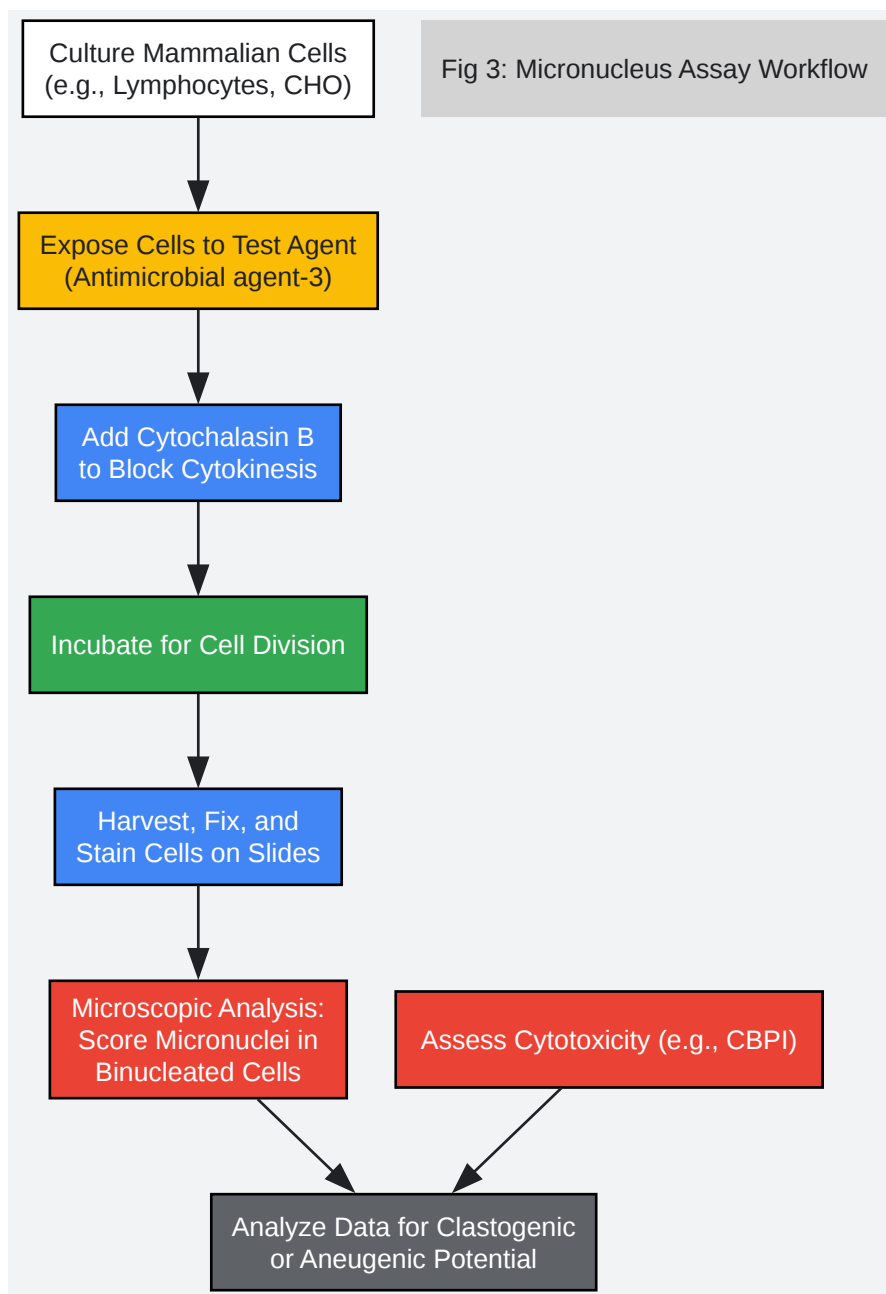 Culture Mammalian Cells
(e.g., Lymphocytes, CHO)
Fig 3: Micronucleus Assay Workflow
Expose Cells to Test Agent
(Antimicrobial agent-3)
Add Cytochalasin B
to Block Cytokinesis
Incubate for Cell Division
Harvest, Fix, and
Stain Cells on Slides
Microscopic Analysis:
Score Micronuclei in
Binucleated Cells
Assess Cytotoxicity (e.g., CBPI)
Analyze Data for Clastogenic
or Aneugenic Potential